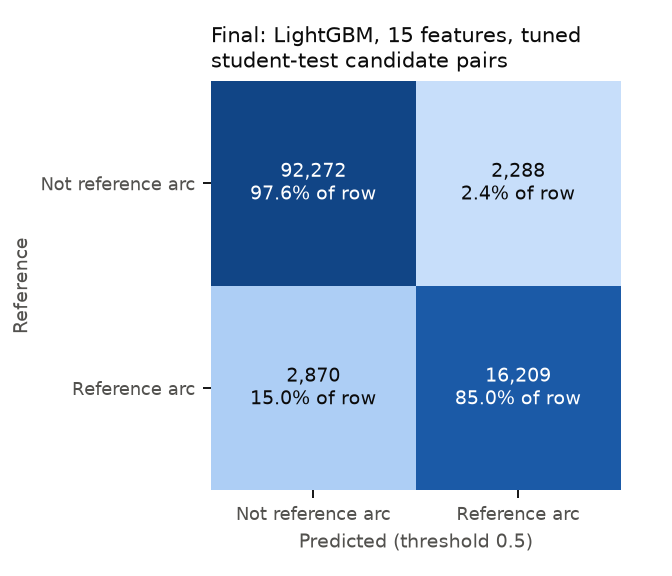 Final: LightGBM, 15 features, tuned
student-test candidate pairs
Reference
Not reference arc
92,272
97.6% of row
2,288
2.4% of row
Reference arc
2,870
15.0% of row
16,209
85.0% of row
Not reference arc
Reference arc
Predicted (threshold 0.5)